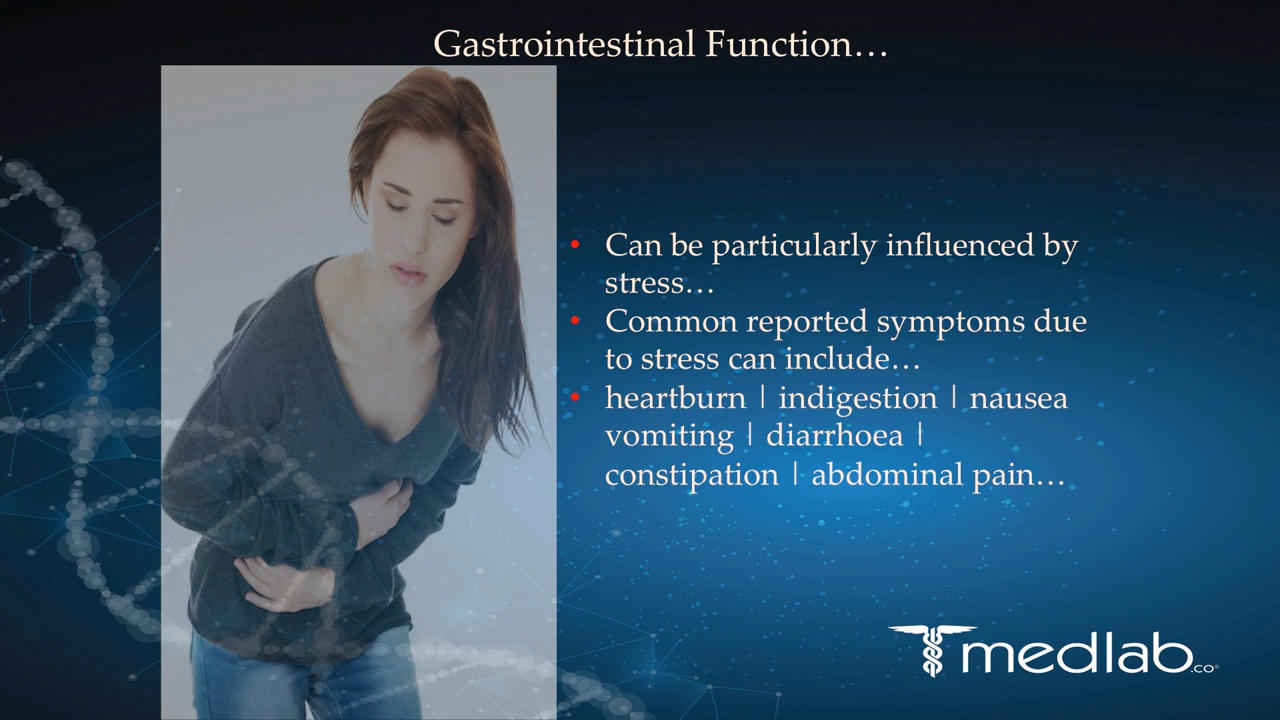 Gastrointestinal Function…
• Can be particularly influenced by
stress…
• Common reported symptoms due
to stress can include…
• heartburn | indigestion | nausea
vomiting | diarrhoea |
constipation | abdominal pain…
medlab.co®